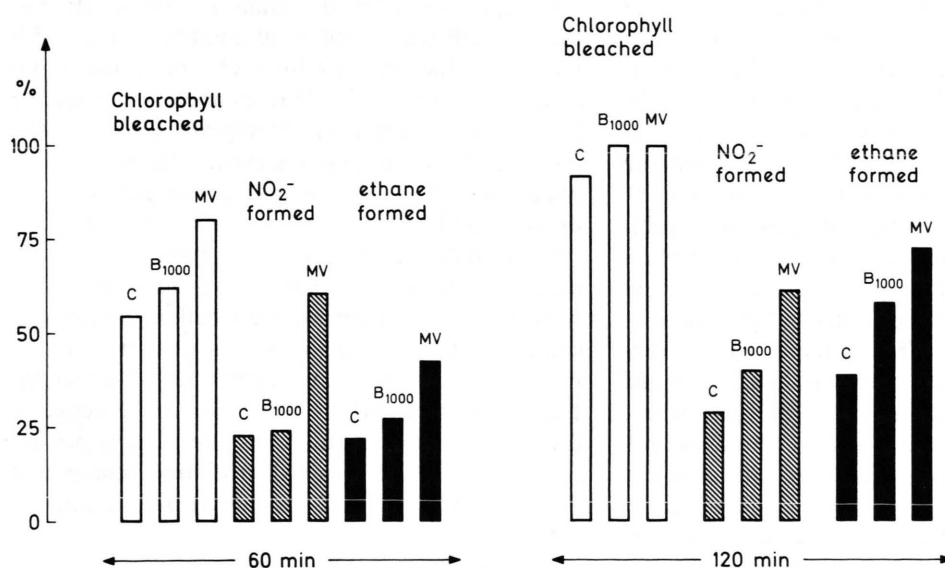 %
100
75
50
25
0
Chlorophyll
bleached
C
B1000
MV
NO2⁻
formed
C
B1000
MV
ethane
formed
C
B1000
MV
60 min
Chlorophyll
bleached
C
B1000
MV
NO2⁻
formed
C
B1000
MV
ethane
formed
C
B1000
MV
120 min